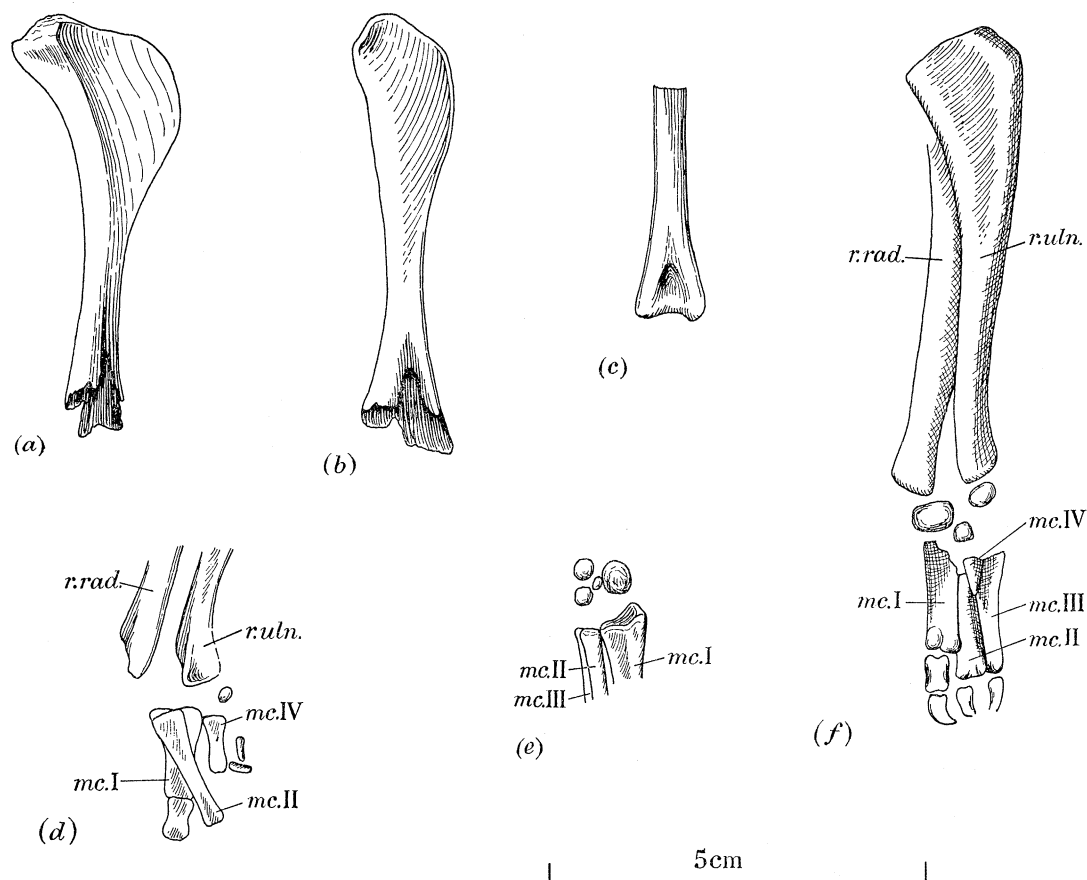 (a)
(b)
(c)
r.rad.
r.uln.
mc.IV
mc.I
mc.III
mc.II
(f)
r.rad.
r.uln.
mc.IV
mc.I
mc.II
(d)
mc.II
mc.I
mc.III
(e)
5cm